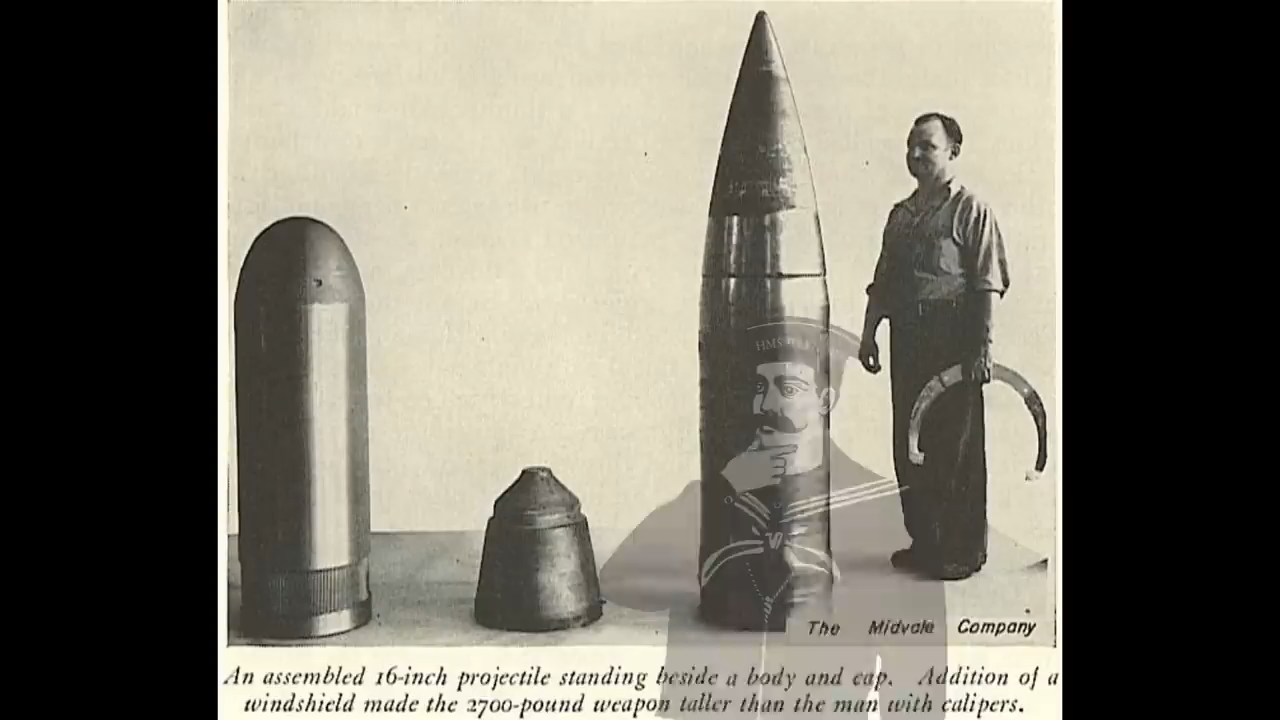 HMS
The Midvale Company
An assembled 16-inch projectile standing beside a body and cap. Addition of a
windshield made the 2700-pound weapon taller than the man with calipers.